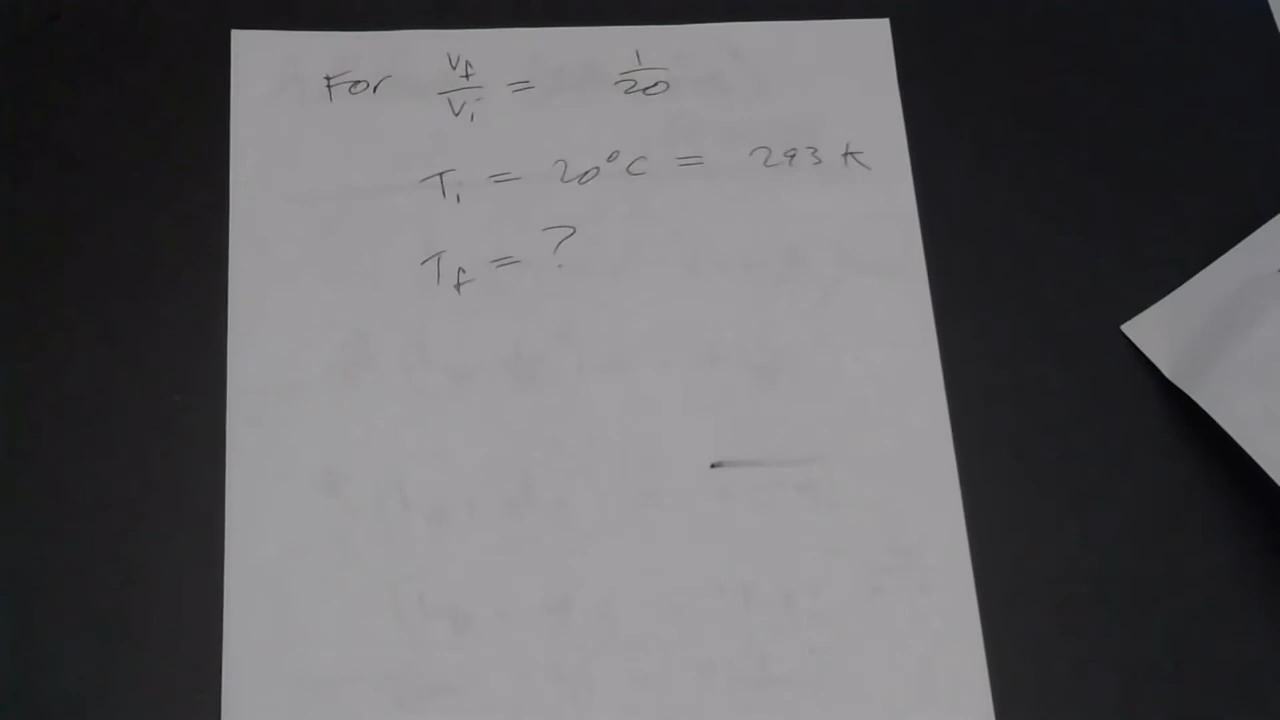 For Vf/Vi = 1/20
Ti = 20°C = 293 K
Tf = ?